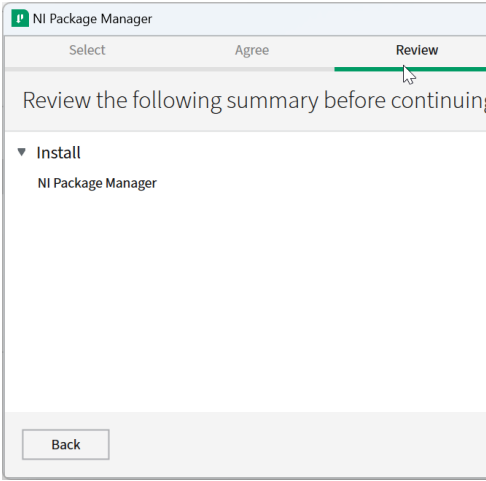 NI Package Manager
Select Agree Review
Review the following summary before continuing
Install
NI Package Manager
Back